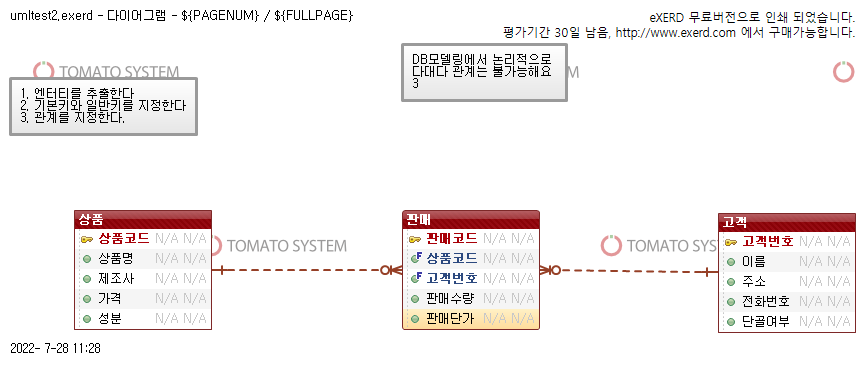 uml test2.exerd - 다이어그램 - ${PAGENUM} / ${FULLPAGE}
eXERD 무료버전으로 인쇄 되었습니다.
평가기간 30일 남음, http://www.exerd.com 에서 구매가능합니다.
TOMATO SYSTEM
DB모델링에서 논리적으로
다대다 관계는 불가능해요
3
1. 엔터티를 추출한다
2. 기본키와 일반키를 지정한다
3. 관계를 지정한다.
상품
상품코드 N/A N/A
상품명 N/A N/A
제조사 N/A N/A
가격 N/A N/A
성분 N/A N/A
TOMATO SYSTEM
판매
판매코드 N/A N/A
상품코드 N/A N/A
고객번호 N/A N/A
판매수량 N/A N/A
판매단가 N/A N/A
TOMATO SYST
고객
고객번호 N/A N/A
이름 N/A N/A
주소 N/A N/A
전화번호 N/A N/A
단골여부 N/A N/A
2022- 7-28 11:28